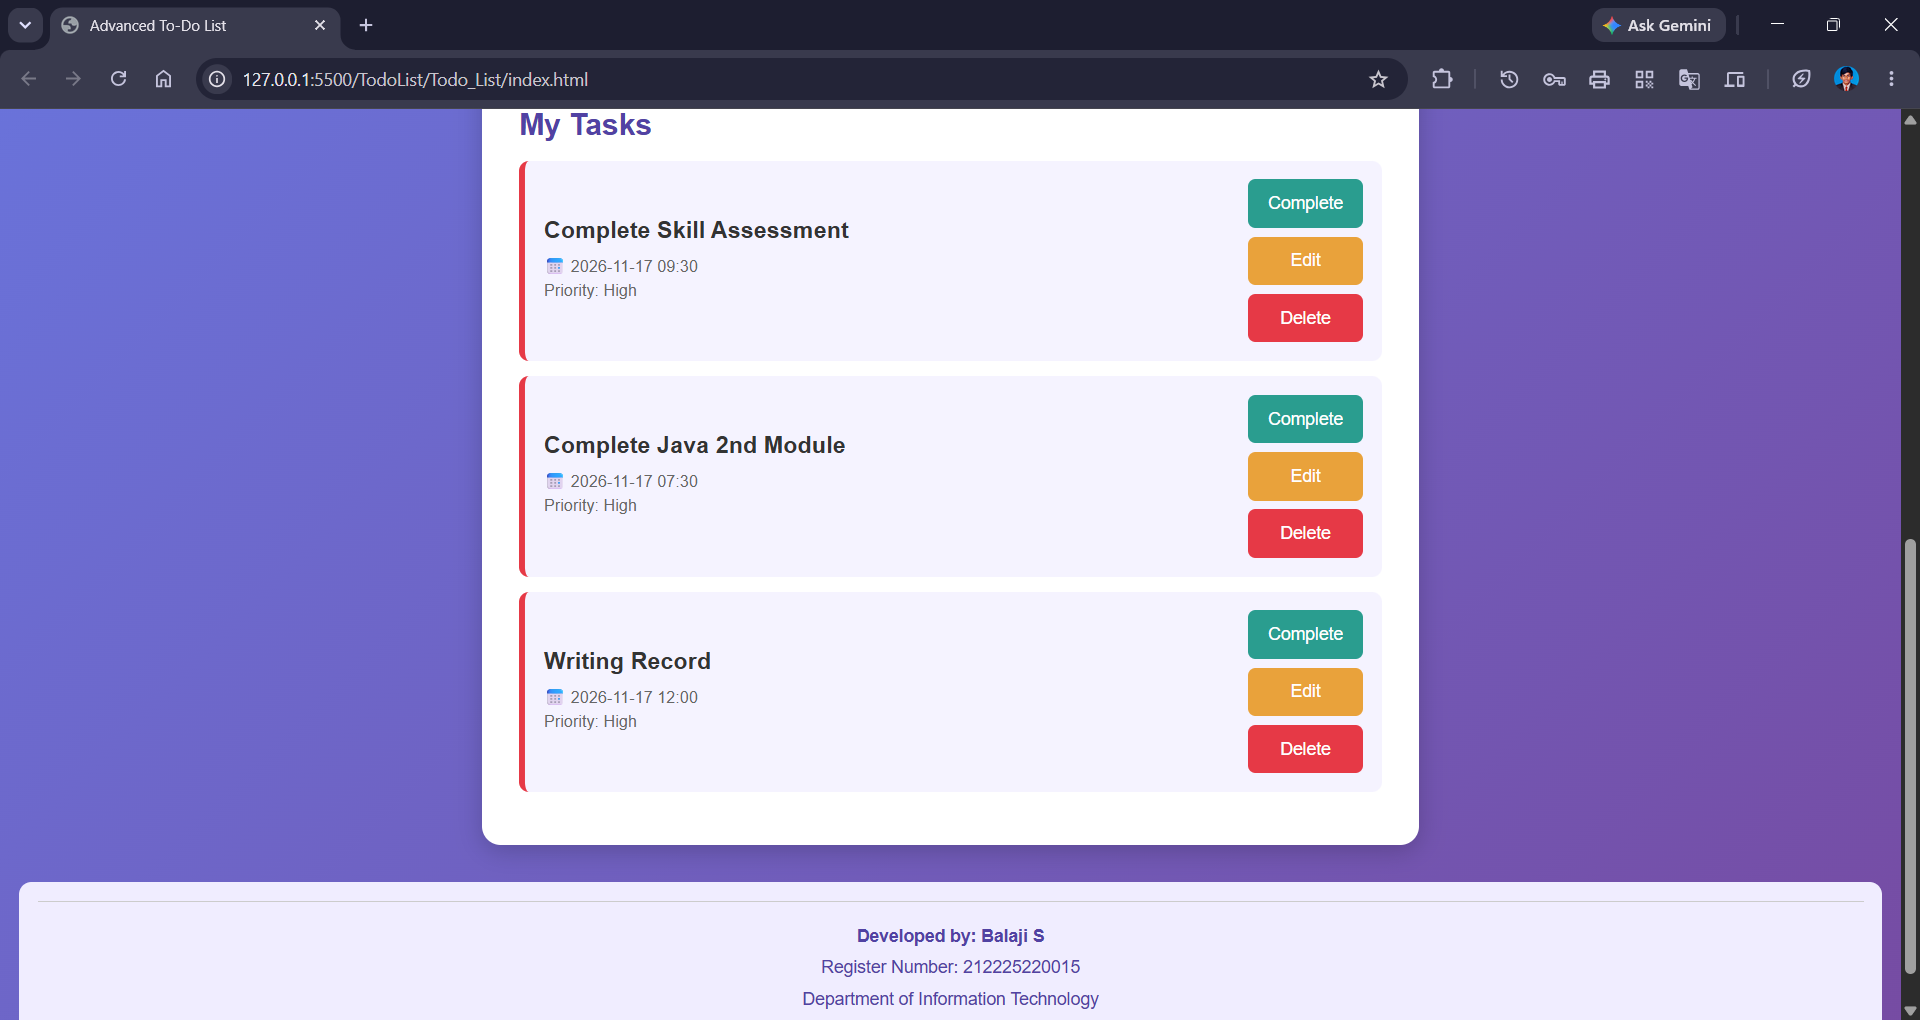 Advanced To-Do List
Ask Gemini
127.0.0.1:5500/TodoList/Todo_List/index.html
My Tasks
Complete Skill Assessment
2026-11-17 09:30
Priority: High
Complete
Edit
Delete
Complete Java 2nd Module
2026-11-17 07:30
Priority: High
Complete
Edit
Delete
Writing Record
2026-11-17 12:00
Priority: High
Complete
Edit
Delete
Developed by: Balaji S
Register Number: 212225220015
Department of Information Technology